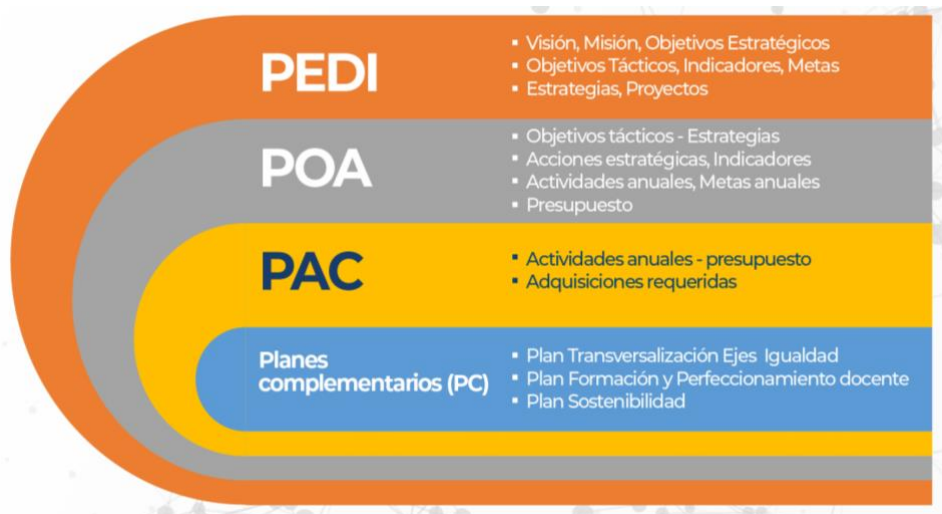 PEDI
▪ Visión, Misión, Objetivos Estratégicos
▪ Objetivos Tácticos, Indicadores, Metas
▪ Estrategias, Proyectos
POA
▪ Objetivos tácticos - Estrategias
▪ Acciones estratégicas, Indicadores
▪ Actividades anuales, Metas anuales
▪ Presupuesto
PAC
▪ Actividades anuales - presupuesto
▪ Adquisiciones requeridas
Planes
complementarios (PC)
▪ Plan Transversalización Ejes Igualdad
▪ Plan Formación y Perfeccionamiento docente
▪ Plan Sostenibilidad